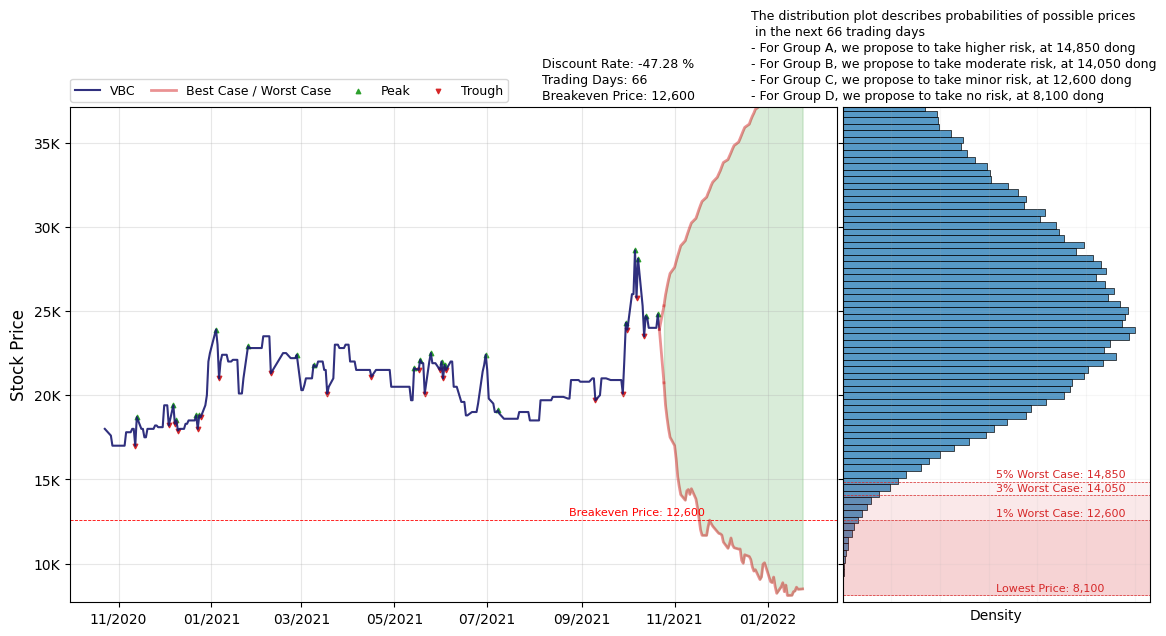 The distribution plot describes probabilities of possible prices
in the next 66 trading days
- For Group A, we propose to take higher risk, at 14,850 dong
- For Group B, we propose to take moderate risk, at 14,050 dong
- For Group C, we propose to take minor risk, at 12,600 dong
- For Group D, we propose to take no risk, at 8,100 dong
Discount Rate: -47.28 %
Trading Days: 66
Breakeven Price: 12,600
VBC
Best Case / Worst Case
Peak
Trough
Stock Price
35K
30K
25K
20K
15K
10K
Breakeven Price: 12,600
5% Worst Case: 14,850
3% Worst Case: 14,050
1% Worst Case: 12,600
Lowest Price: 8,100
11/2020
01/2021
03/2021
05/2021
07/2021
09/2021
11/2021
01/2022
Density